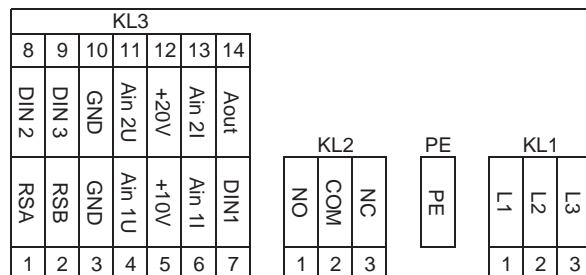 KL3
8 9 10 11 12 13 14
DIN 2 DIN 3 GND Ain 2U +20V Ain 2I Aout
KL2 PE KL1
RSA RSB GND Ain 1U +10V Ain 1I DIN1 NO COM NC PE L1 L2 L3
1 2 3 4 5 6 7 1 2 3 1 2 3